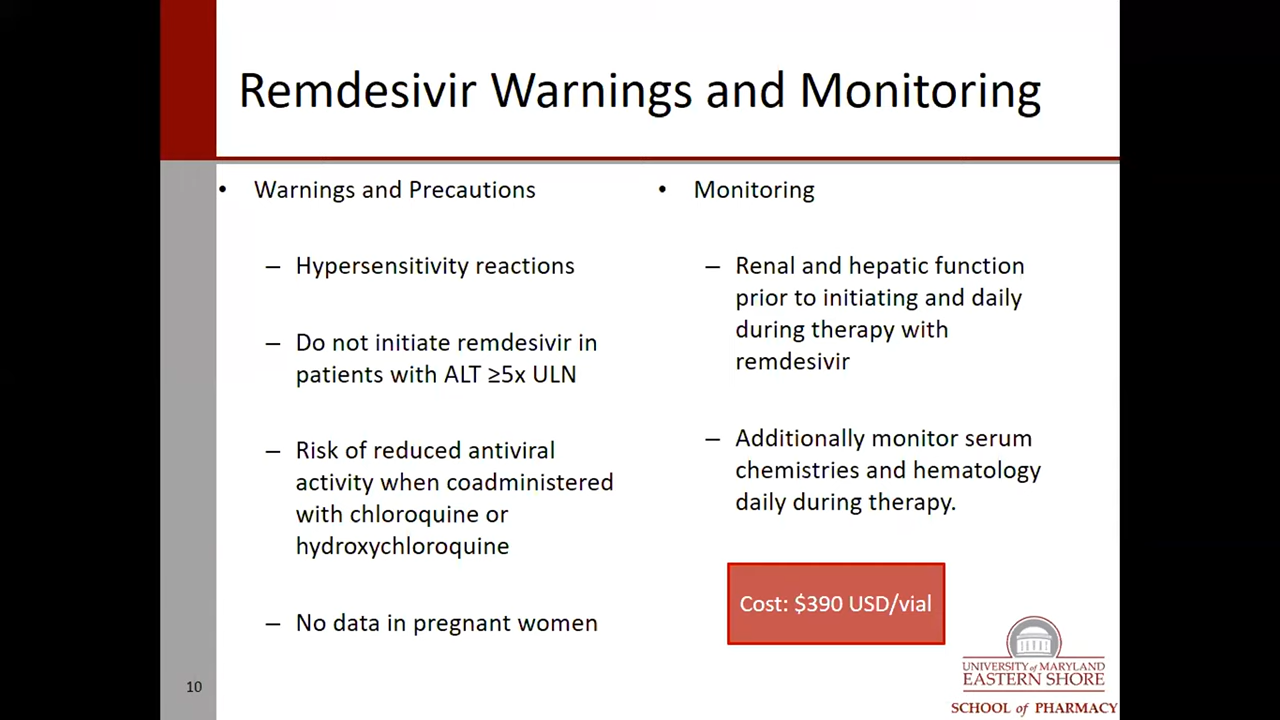 Remdesivir Warnings and Monitoring
• Warnings and Precautions
– Hypersensitivity reactions
– Do not initiate remdesivir in
patients with ALT ≥5x ULN
– Risk of reduced antiviral
activity when coadministered
with chloroquine or
hydroxychloroquine
– No data in pregnant women
• Monitoring
– Renal and hepatic function
prior to initiating and daily
during therapy with
remdesivir
– Additionally monitor serum
chemistries and hematology
daily during therapy.
Cost: $390 USD/vial
UNIVERSITY of MARYLAND
EASTERN SHORE
SCHOOL of PHARMACY
10